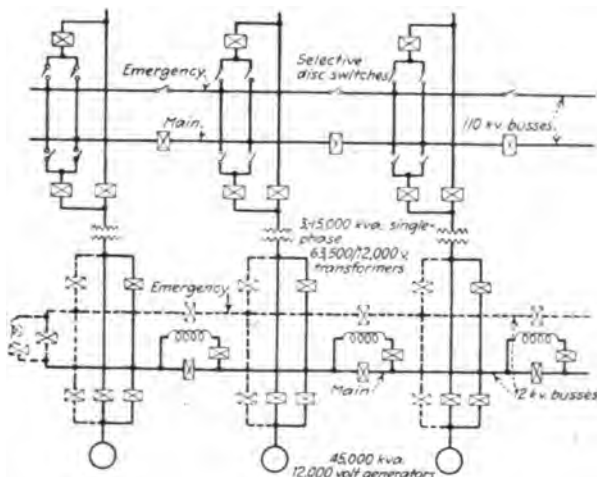 Emergency
Selective
disc switches
Main
110 kv. busses
3-15,000 kva. single-
phase
63,500/12,000 v.
transformers
Emergency
Main
12 kv. busses
45,000 kva.
12,000 volt generators